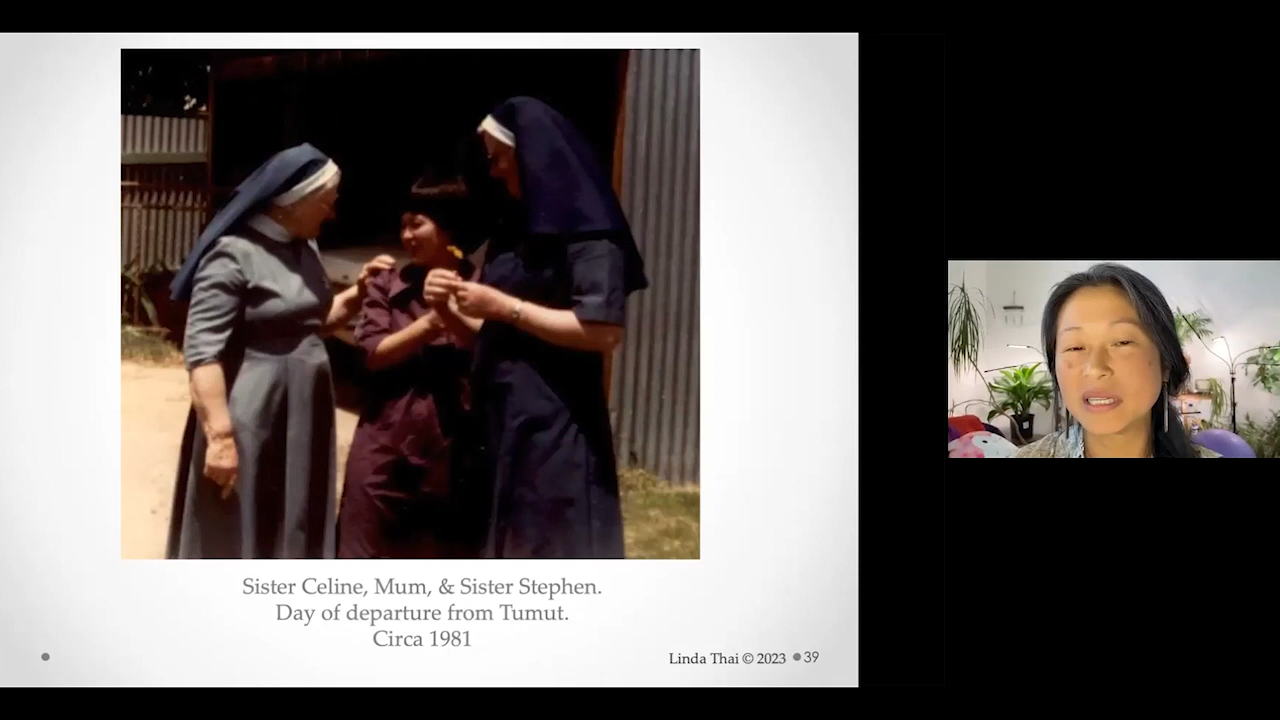 Sister Celine, Mum, & Sister Stephen.
Day of departure from Tumut.
Circa 1981
Linda Thai © 2023
39